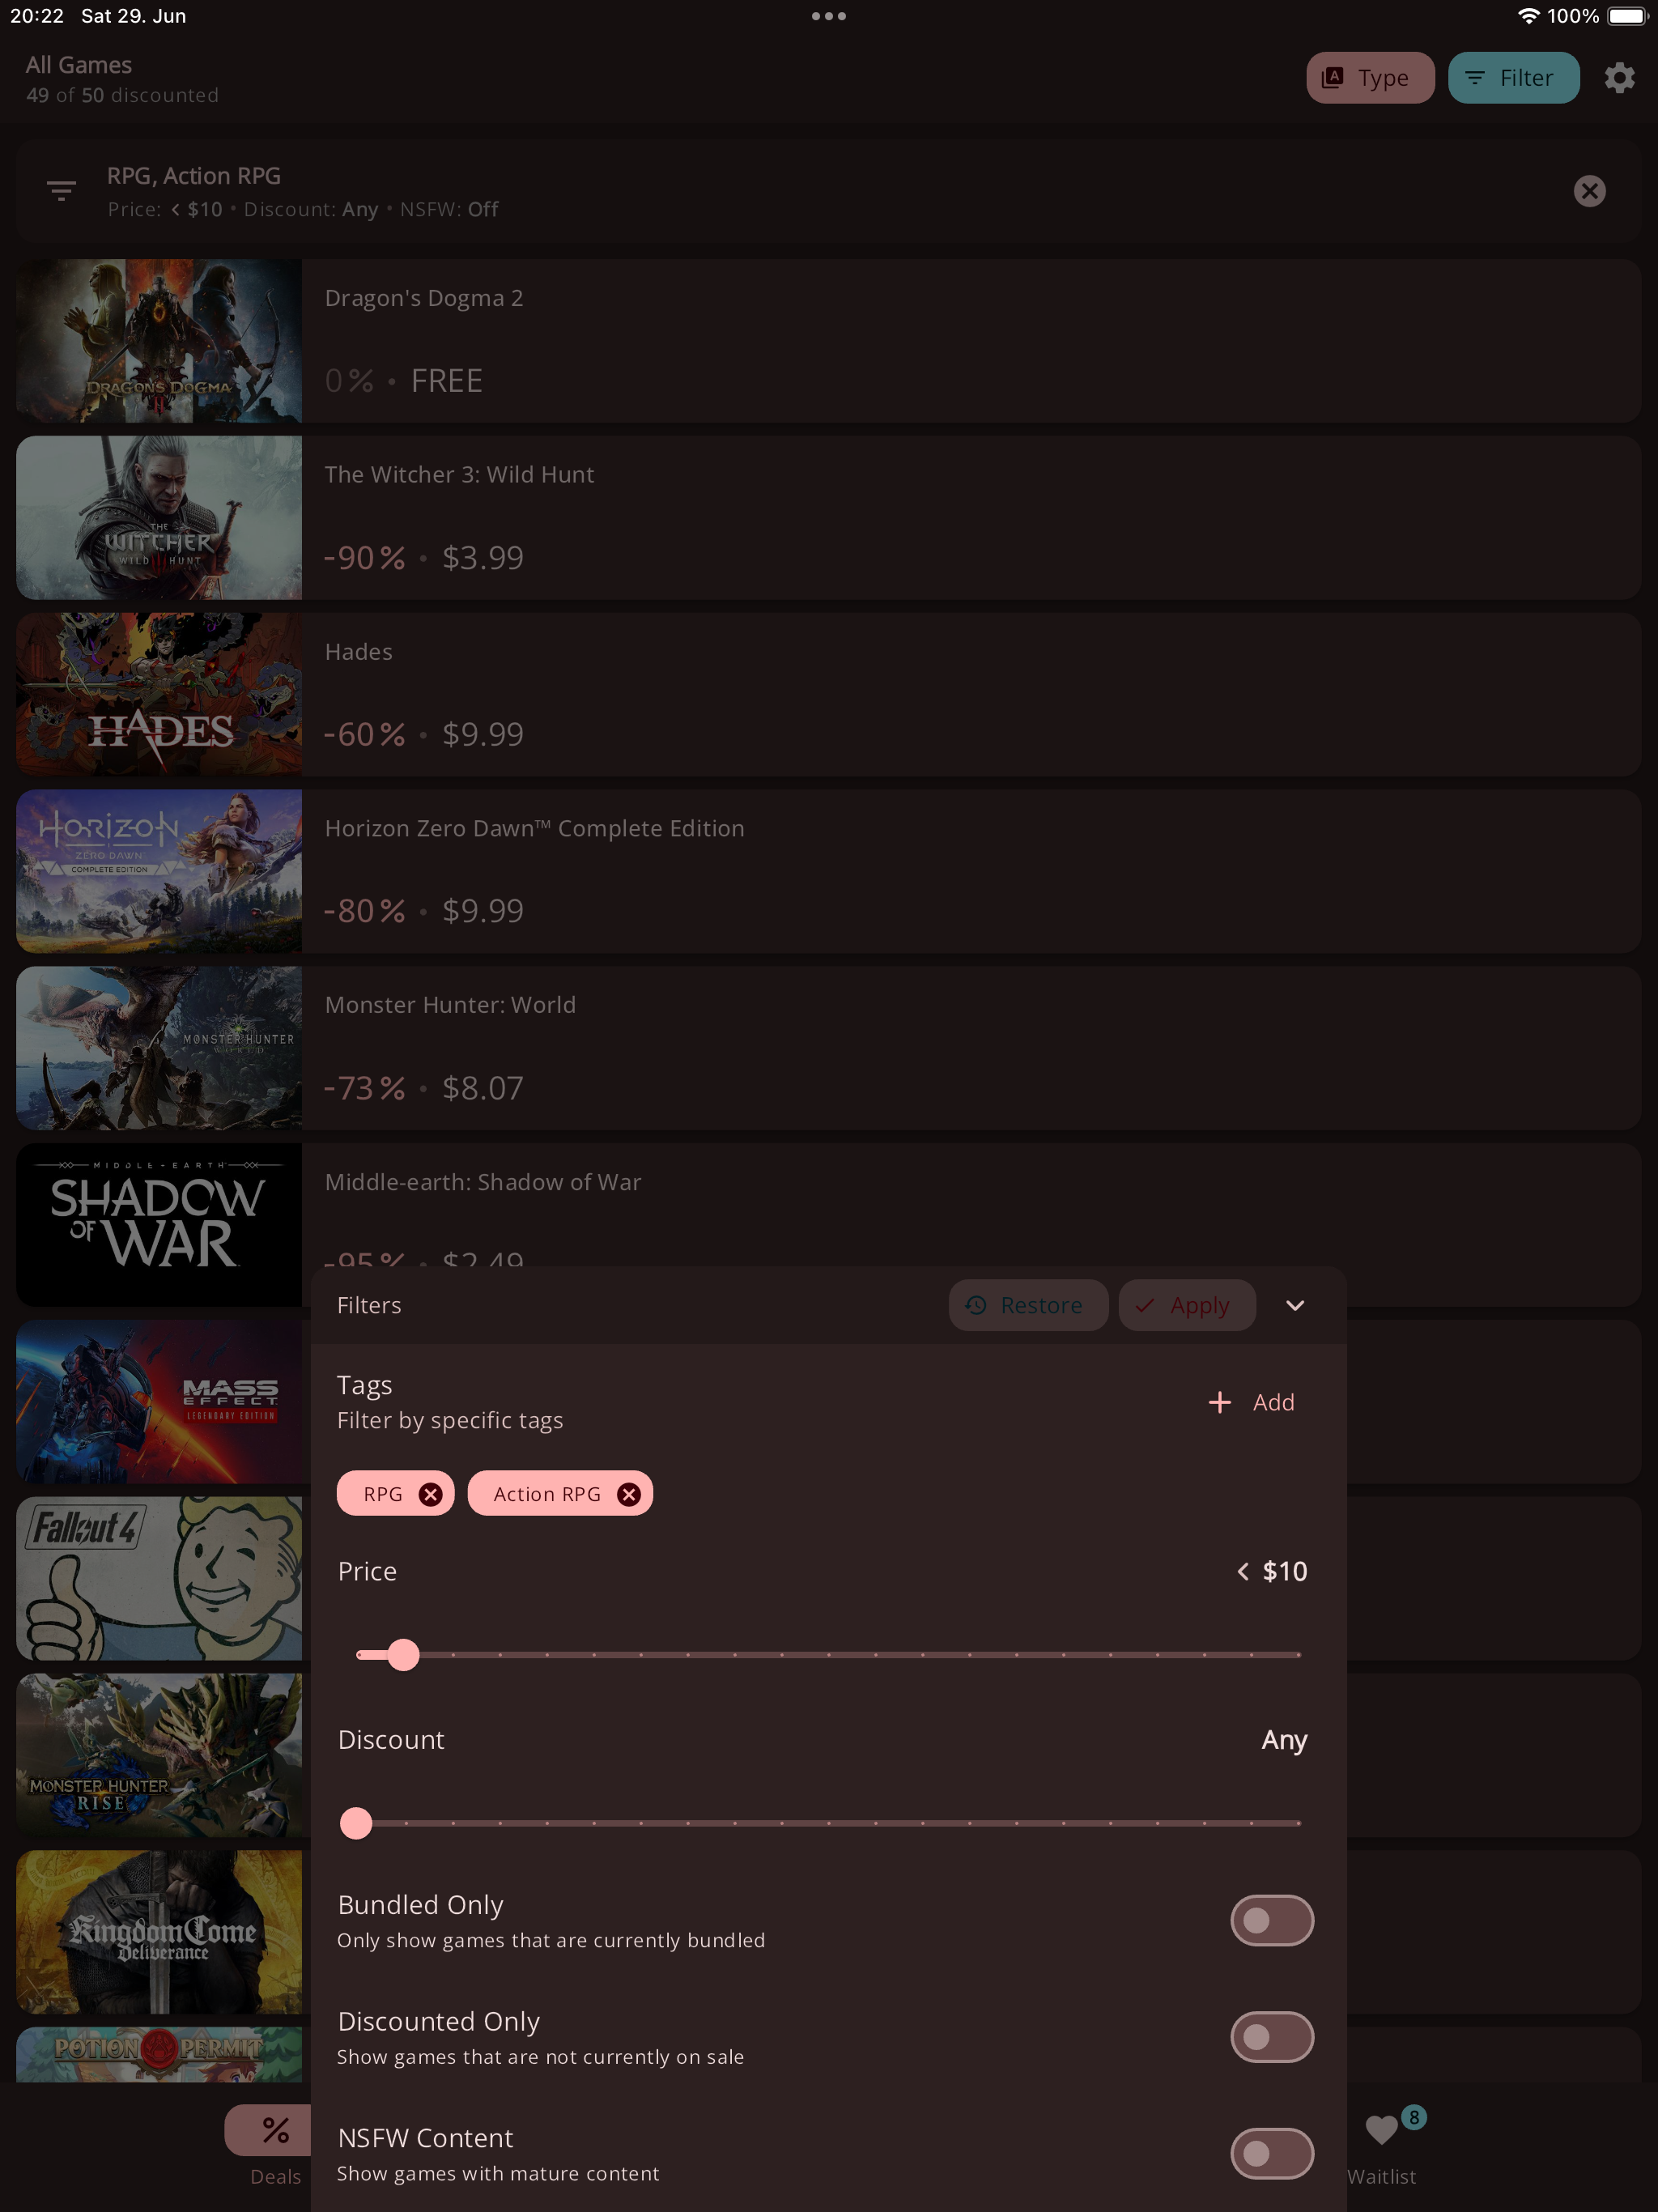 20:22 Sat 29. Jun
100%
All Games
49 of 50 discounted
Type
Filter
RPG, Action RPG
Price: < $10 • Discount: Any • NSFW: Off
DRAGON'S DOGMA
II
Dragon's Dogma 2
0% • FREE
THE
WITCHER
WILD HUNT
The Witcher 3: Wild Hunt
-90% • $3.99
HADES
Hades
-60% • $9.99
HORIZON
ZERO DAWN
COMPLETE EDITION
Horizon Zero Dawn™ Complete Edition
-80% • $9.99
MONSTER HUNTER
WORLD
Monster Hunter: World
-73% • $8.07
MIDDLE-EARTH
SHADOW
OF WAR
Middle-earth: Shadow of War
-95% • $2.49
Filters
Restore
Apply
MASS
EFFECT
LEGENDARY EDITION
Tags
Filter by specific tags
Add
RPG
Action RPG
Fallout 4
Price
< $10
MONSTER HUNTER
RISE
Discount
Any
Kingdom Come
Deliverance
Bundled Only
Only show games that are currently bundled
POTION PERMIT
Discounted Only
Show games that are not currently on sale
NSFW Content
Show games with mature content
%
Deals
8
Waitlist